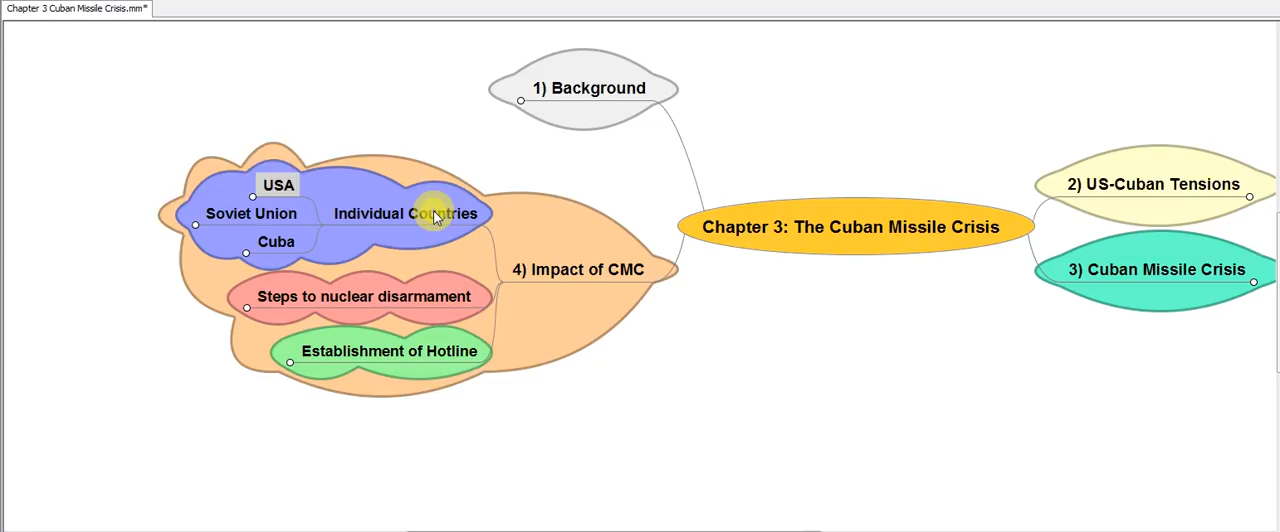 Chapter 3 Cuban Missile Crisis.mm*
1) Background
USA
Soviet Union
Individual Countries
Cuba
4) Impact of CMC
Steps to nuclear disarmament
Establishment of Hotline
Chapter 3: The Cuban Missile Crisis
2) US-Cuban Tensions
3) Cuban Missile Crisis